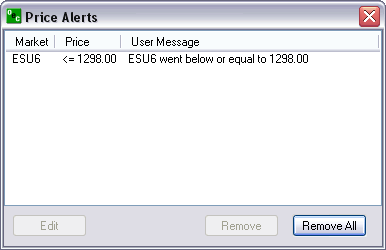 Price Alerts
Market Price User Message
ESU6 <= 1298.00 ESU6 went below or equal to 1298.00
Edit Remove Remove All